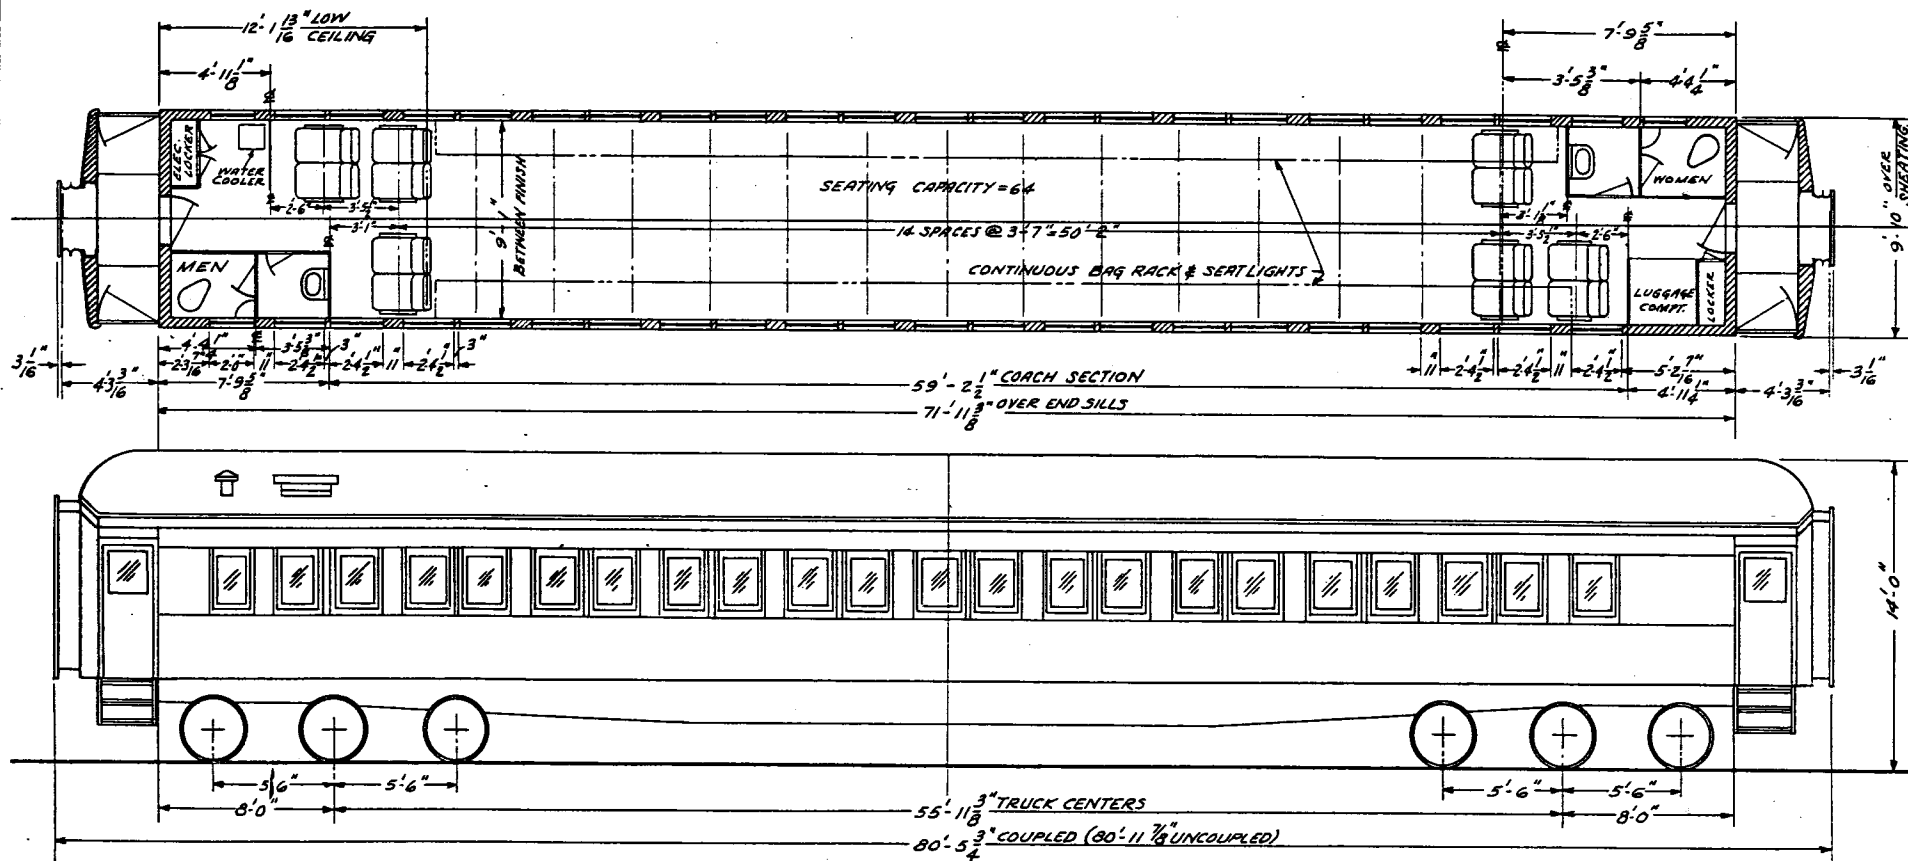 12'-1 13/16" LOW CEILING
7'-9 5/8"
4'-11 1/8"
3'-5 3/8"
4'-4 1/4"
ELEC. LOCKER
WATER COOLER
SEATING CAPACITY=64
WOMEN
9'-10" OVER SHEATING
2'-6"
3'-5 1/2"
3'-1"
9'-1" BETWEEN FINISH
14 SPACES @ 3'-7"=50'-2"
3'-5 1/2"
2'-6"
MEN
CONTINUOUS BAG RACK & SEAT LIGHTS
LUGGAGE COMPT.
LOCKER
3'-5 3/8"
3"
2'-3 7/16"
2'-0"
11"
2'-4 1/2"
2'-4 1/2"
11"
2'-4 1/2"
3"
11"
2'-4 1/2"
2'-4 1/2"
11"
2'-4 1/2"
5'-2 7/16"
3 1/16"
4'-3 3/16"
7'-9 5/8"
59'-2 1/2" COACH SECTION
4'-11 1/4"
4'-3 3/16"
3 1/16"
71'-11 3/8" OVER END SILLS
14'-0"
5'6"
5'-6"
5'-6"
5'-6"
8'-0"
55'-11 3/8" TRUCK CENTERS
8'-0"
80'-5 3/4" COUPLED (80'-11 7/8" UNCOUPLED)